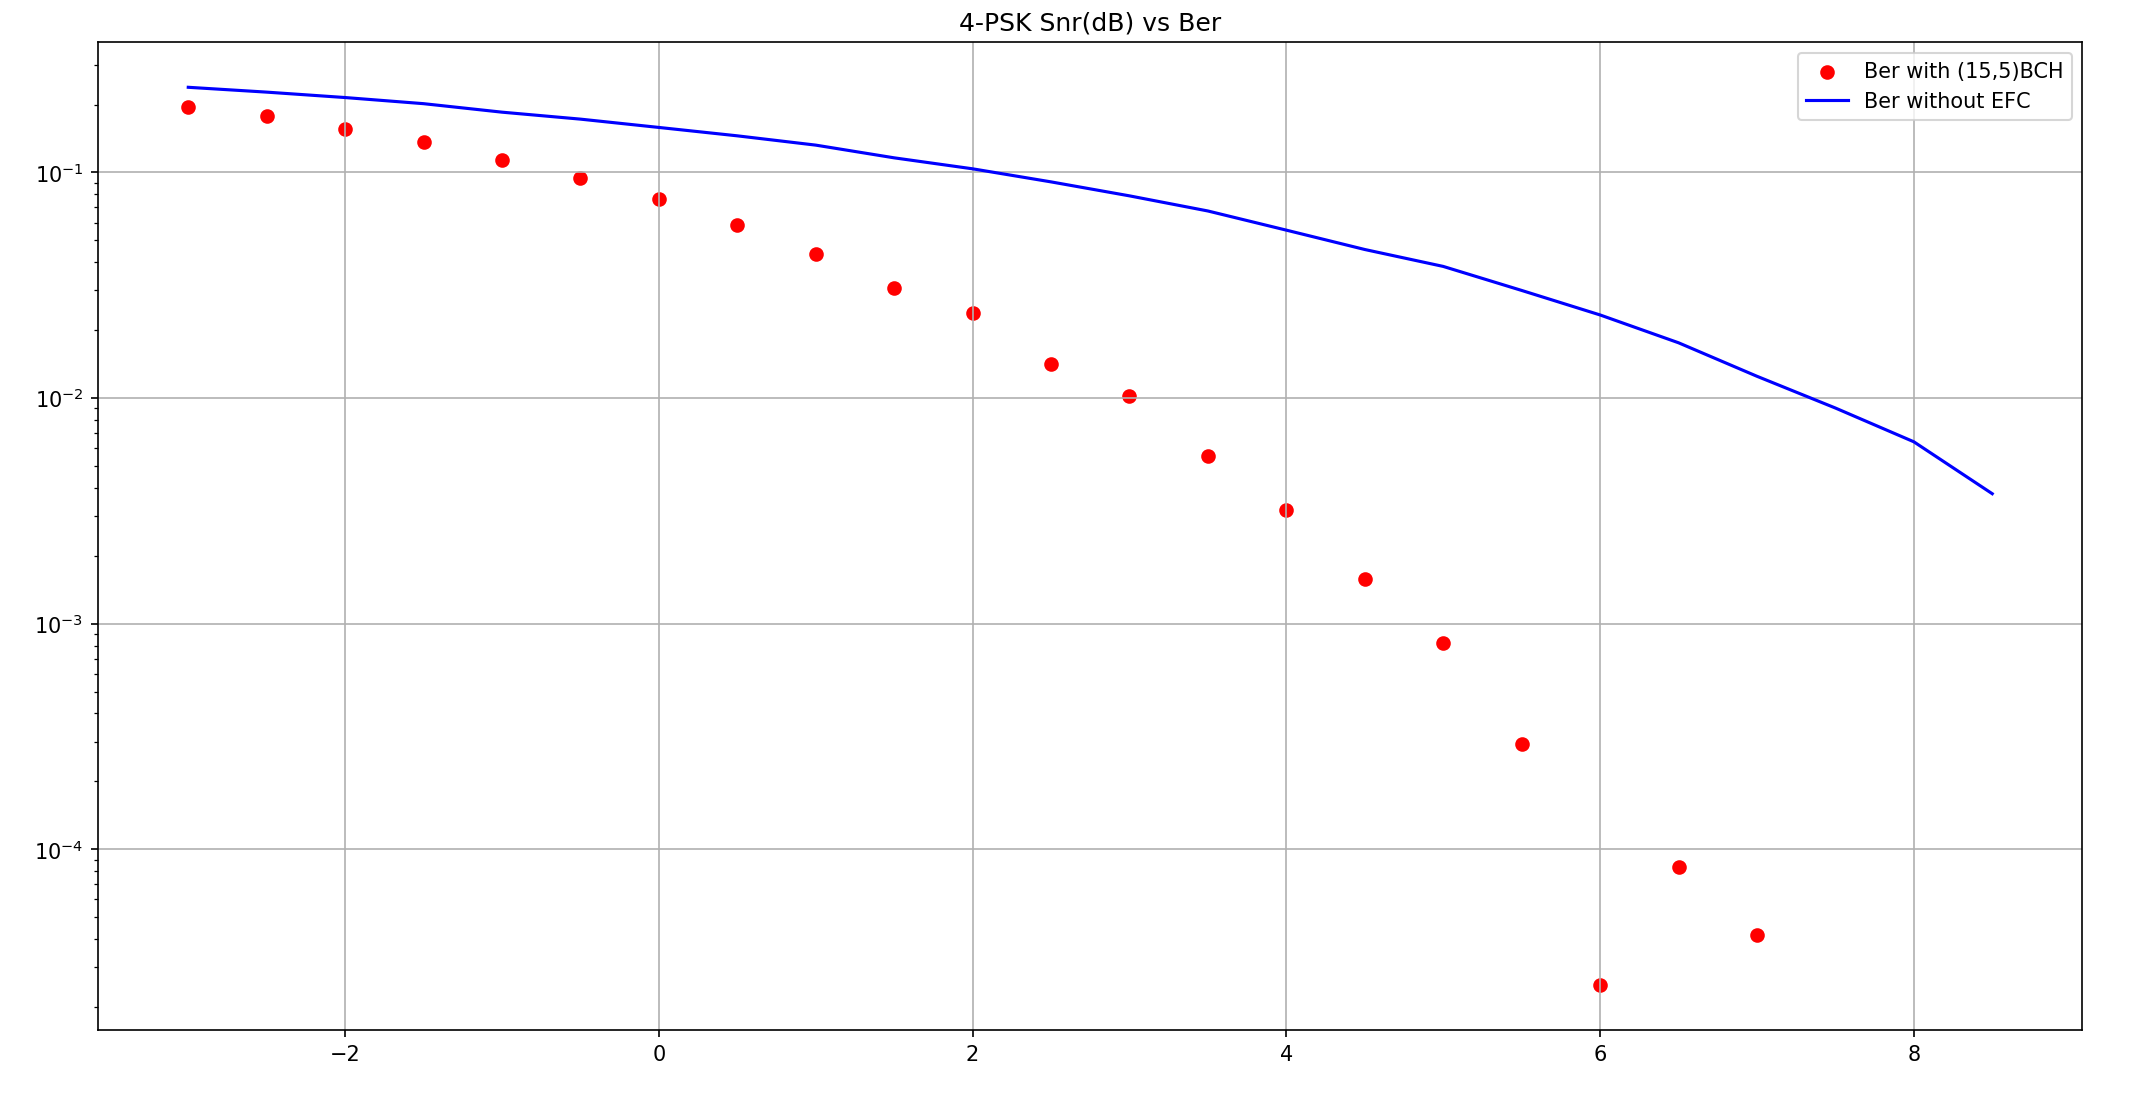 4-PSK Snr(dB) vs Ber
Ber with (15,5)BCH
Ber without EFC
10⁻¹
10⁻²
10⁻³
10⁻⁴
−2 0 2 4 6 8